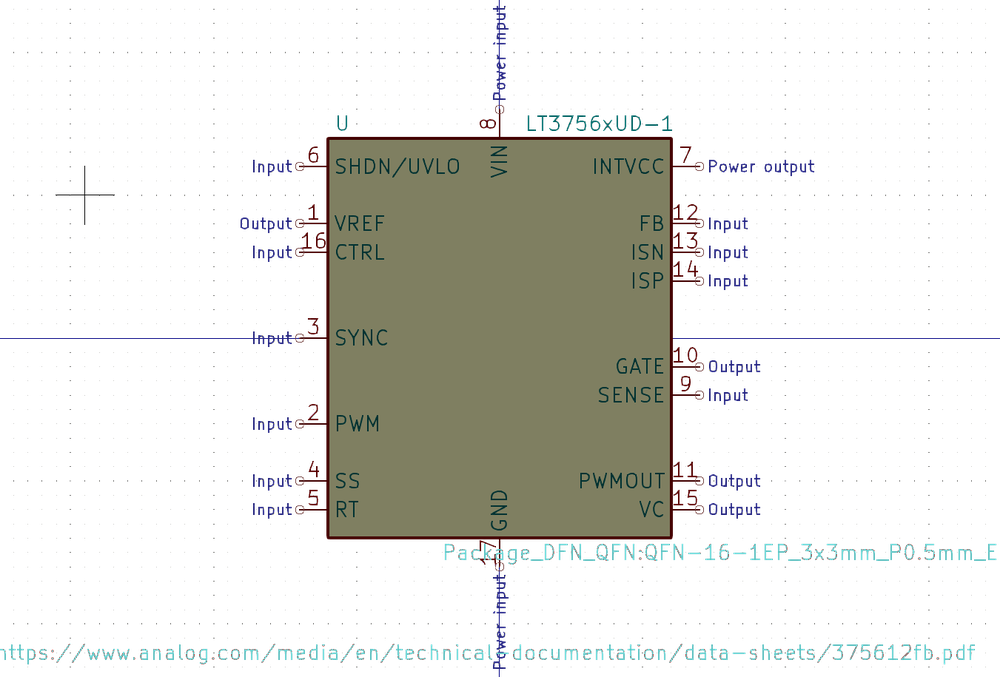 Power input
8
U LT3756xUD-1
VIN
Input 6 SHDN/UVLO INTVCC 7 Power output
Output 1 VREF FB 12 Input
Input 16 CTRL ISN 13 Input
ISP 14 Input
Input 3 SYNC
GATE 10 Output
SENSE 9 Input
Input 2 PWM
Input 4 SS PWMOUT 11 Output
Input 5 RT VC 15 Output
GND
17
Package_DFN_QFN:QFN-16-1EP_3x3mm_P0.5mm_E
Power input
https://www.analog.com/media/en/technical-documentation/data-sheets/375612fb.pdf